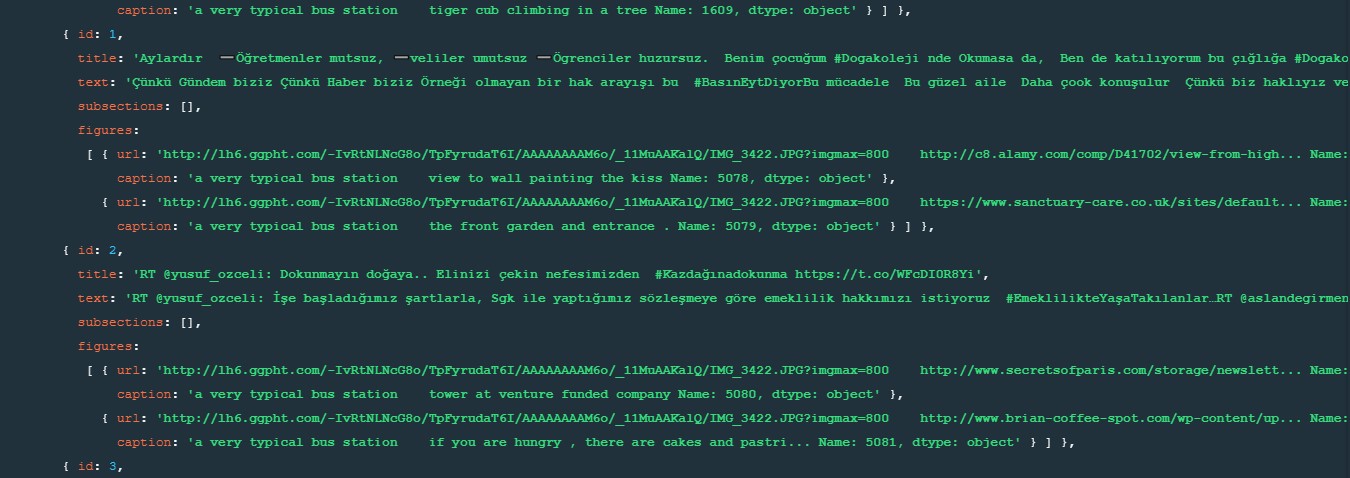 caption: 'a very typical bus station    tiger cub climbing in a tree Name: 1609, dtype: object' } ] },
{ id: 1,
title: 'Aylardır  ➖Öğretmenler mutsuz, ➖veliler umutsuz ➖Ögrenciler huzursuz.  Benim çocuğum #Dogakoleji nde Okumasa da,  Ben de katılıyorum bu çığlığa #Dogako
text: 'Çünkü Gündem biziz Çünkü Haber biziz Örneği olmayan bir hak arayışı bu  #BasınEytDiyorBu mücadele  Bu güzel aile  Daha çook konuşulur  Çünkü biz haklıyız ve
subsections: [],
figures:
[ { url: 'http://lh6.ggpht.com/-IvRtNLNcG8o/TpFyrudaT6I/AAAAAAAAM6o/_11MuAAKalQ/IMG_3422.JPG?imgmax=800    http://c8.alamy.com/comp/D41702/view-from-high... Name:
caption: 'a very typical bus station    view to wall painting the kiss Name: 5078, dtype: object' },
{ url: 'http://lh6.ggpht.com/-IvRtNLNcG8o/TpFyrudaT6I/AAAAAAAAM6o/_11MuAAKalQ/IMG_3422.JPG?imgmax=800    https://www.sanctuary-care.co.uk/sites/default... Name:
caption: 'a very typical bus station    the front garden and entrance . Name: 5079, dtype: object' } ] },
{ id: 2,
title: 'RT @yusuf_ozceli: Dokunmayın doğaya.. Elinizi çekin nefesimizden  #Kazdağınadokunma https://t.co/WFcDI0R8Yi',
text: 'RT @yusuf_ozceli: İşe başladığımız şartlarla, Sgk ile yaptığımız sözleşmeye göre emeklilik hakkımızı istiyoruz  #EmeklilikteYaşaTakılanlar…RT @aslandegirmen
subsections: [],
figures:
[ { url: 'http://lh6.ggpht.com/-IvRtNLNcG8o/TpFyrudaT6I/AAAAAAAAM6o/_11MuAAKalQ/IMG_3422.JPG?imgmax=800    http://www.secretsofparis.com/storage/newslett... Name:
caption: 'a very typical bus station    tower at venture funded company Name: 5080, dtype: object' },
{ url: 'http://lh6.ggpht.com/-IvRtNLNcG8o/TpFyrudaT6I/AAAAAAAAM6o/_11MuAAKalQ/IMG_3422.JPG?imgmax=800    http://www.brian-coffee-spot.com/wp-content/up... Name:
caption: 'a very typical bus station    if you are hungry , there are cakes and pastri... Name: 5081, dtype: object' } ] },
{ id: 3,